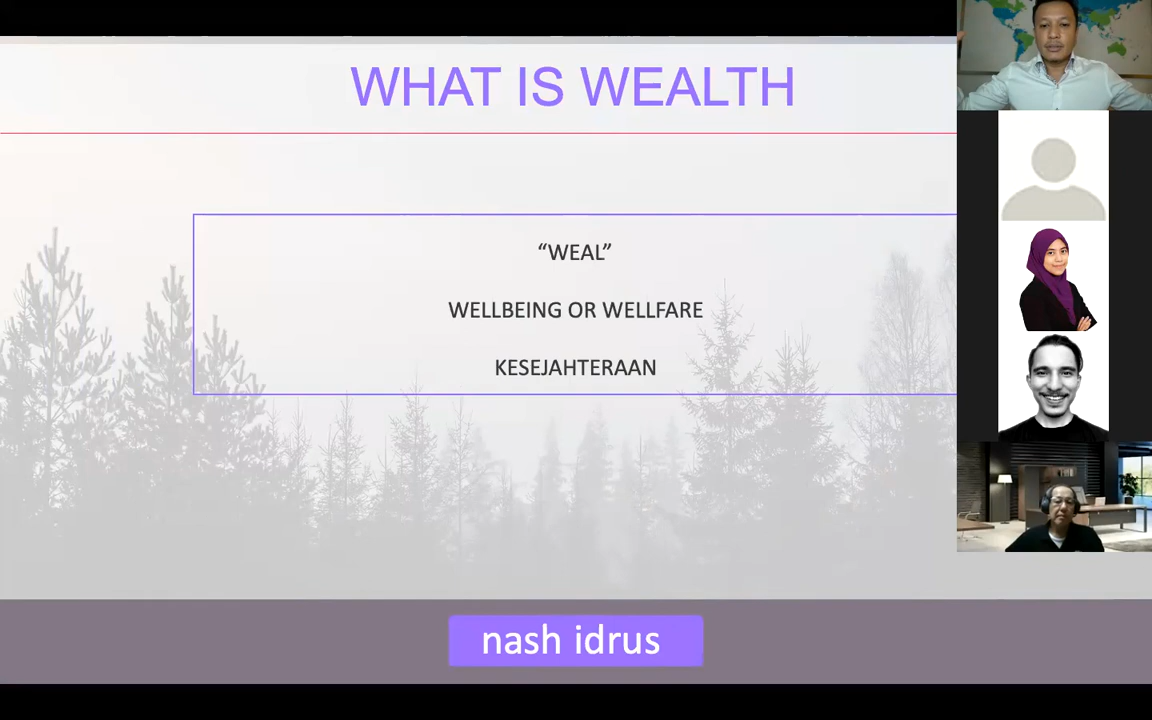 WHAT IS WEALTH
“WEAL”
WELLBEING OR WELLFARE
KESEJAHTERAAN
nash idrus